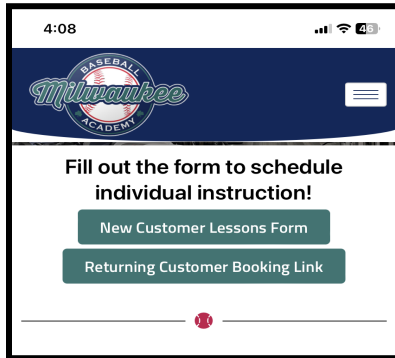 4:08
46
BASEBALL
Milwaukee
ACADEMY
Fill out the form to schedule
individual instruction!
New Customer Lessons Form
Returning Customer Booking Link